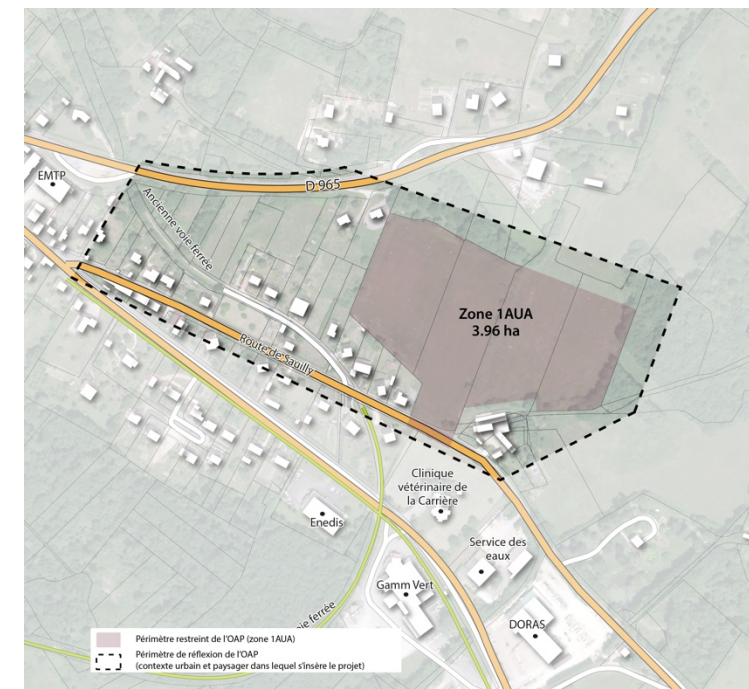 EMTP
D 965
Ancienne voie ferrée
Zone 1AUA
3.96 ha
Route de Sauilly
Clinique
vétérinaire de
la Carrière
Enedis
Service des
eaux
Gamm Vert
DORAS
voie ferrée
Périmètre restreint de l'OAP (zone 1AUA)
Périmètre de réflexion de l'OAP
(contexte urbain et paysager dans lequel s'insère le projet)